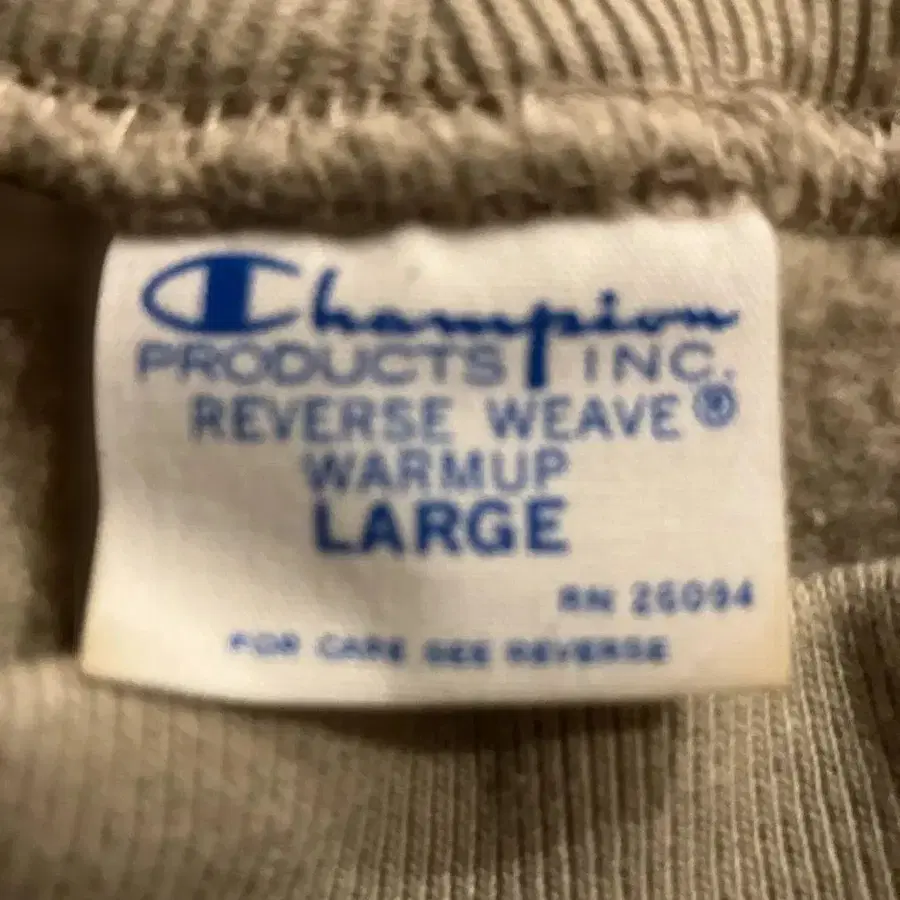 Champion
PRODUCTS INC.
REVERSE WEAVE ®
WARMUP
LARGE
RN 26094
FOR CARE SEE REVERSE